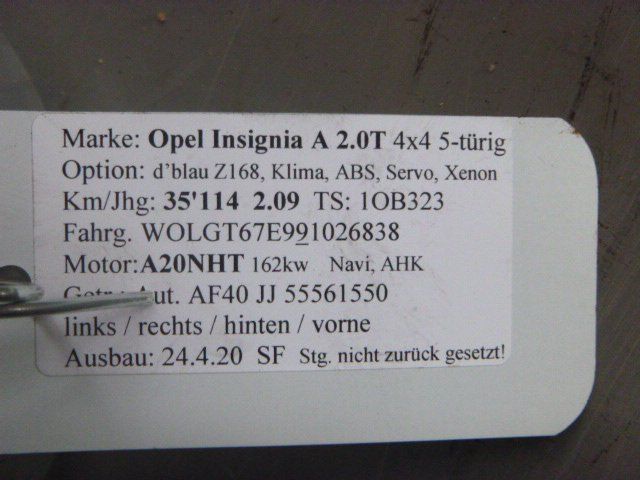 Marke: Opel Insignia A 2.0T 4x4 5-türig
Option: d'blau Z168, Klima, ABS, Servo, Xenon
Km/Jhg: 35'114 2.09 TS: 1OB323
Fahrg. WOLGT67E991026838
Motor:A20NHT 162kw Navi, AHK
Aut. AF40 JJ 55561550
links / rechts / hinten / vorne
Ausbau: 24.4.20 SF Stg. nicht zurück gesetzt!